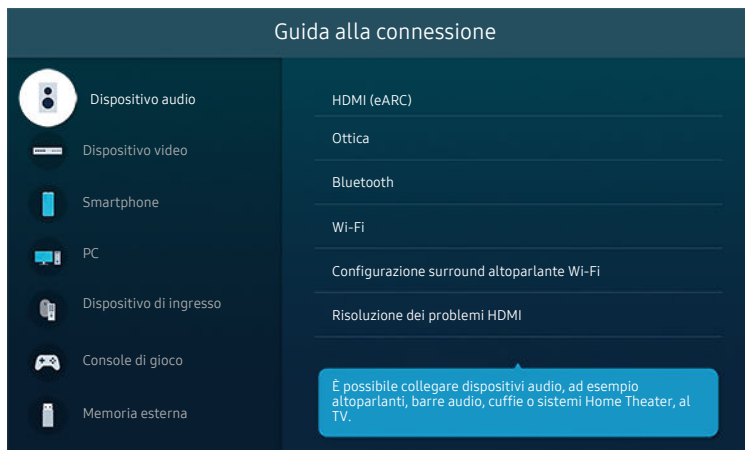 Guida alla connessione
Dispositivo audio
Dispositivo video
Smartphone
PC
Dispositivo di ingresso
Console di gioco
Memoria esterna
HDMI (eARC)
Ottica
Bluetooth
Wi-Fi
Configurazione surround altoparlante Wi-Fi
Risoluzione dei problemi HDMI
È possibile collegare dispositivi audio, ad esempio
altoparlanti, barre audio, cuffie o sistemi Home Theater, al
TV.